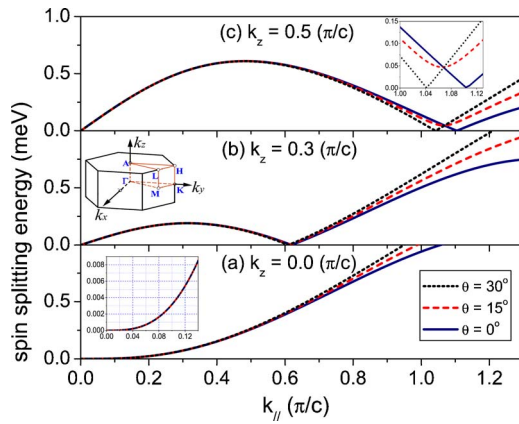 (c) k_z = 0.5 (π/c)
0.15
0.10
0.05
0.00
1.00 1.04 1.08 1.12
1.0
0.5
0.0
(b) k_z = 0.3 (π/c)
k_z
A
H
L
Γ
K
M
k_y
k_x
0.5
0.0
(a) k_z = 0.0 (π/c)
0.008
0.006
0.004
0.002
0.000
0.00 0.04 0.08 0.12
0.5
0.0
θ = 30°
θ = 15°
θ = 0°
0.0 0.2 0.4 0.6 0.8 1.0 1.2
k_// (π/c)
spin splitting energy (meV)